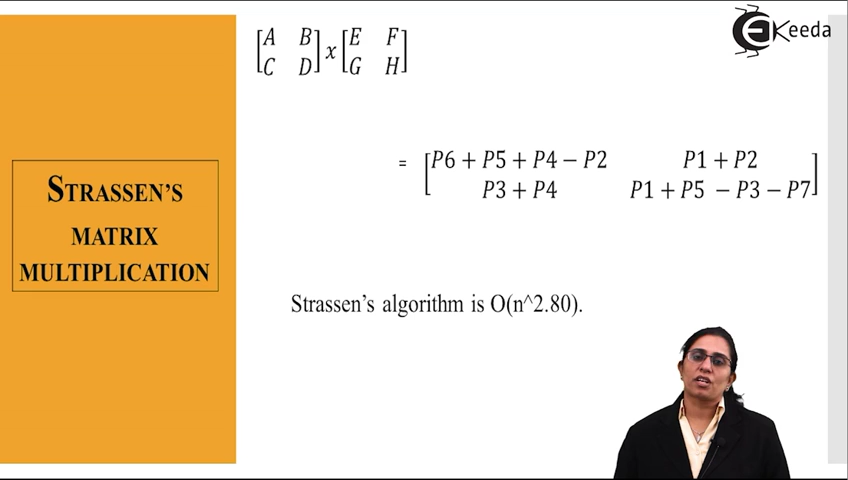 [A B
C D] x [E F
G H]
Keeda
= [P6 + P5 + P4 − P2 P1 + P2
P3 + P4 P1 + P5 − P3 − P7]
STRASSEN'S
MATRIX
MULTIPLICATION
Strassen's algorithm is O(n^2.80).